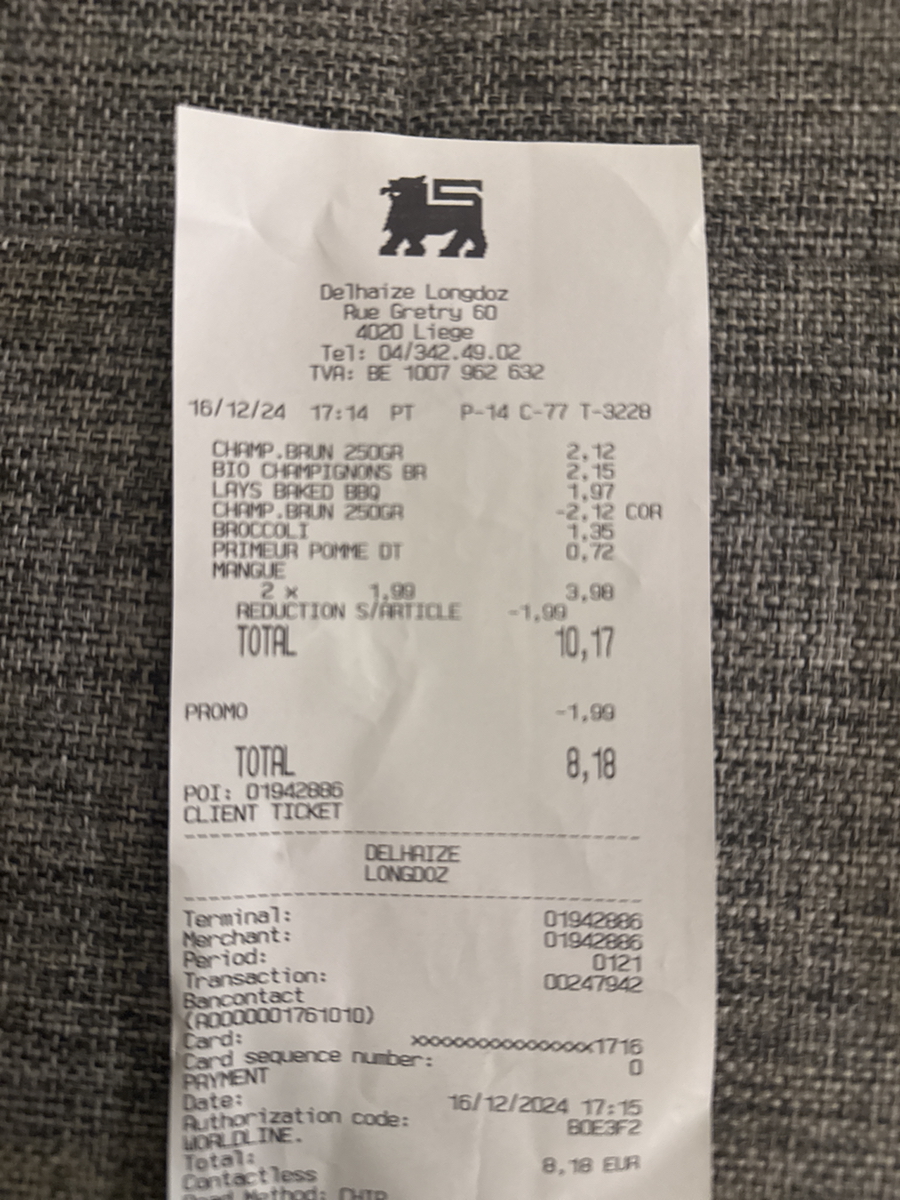 Delhaize Longdoz
Rue Gretry 60
4020 Liege
Tel: 04/342.49.02
TVA: BE 1007 962 632
16/12/24 17:14 PT P-14 C-77 T-3228
CHAMP.BRUN 250GR 2,12
BIO CHAMPIGNONS BR 2,15
LAYS BAKED BBQ 1,97
CHAMP.BRUN 250GR -2,12 COR
BROCCOLI 1,35
PRIMEUR POMME DT 0,72
MANGUE
2 x 1,99 3,98
REDUCTION S/ARTICLE -1,99
TOTAL 10,17
PROMO -1,99
TOTAL 8,18
POI: 01942886
CLIENT TICKET
DELHAIZE
LONGDOZ
Terminal: 01942886
Merchant: 01942886
Period: 0121
Transaction: 00247942
Bancontact
(A0000001761010)
Card: xxxxxxxxxxxxxxx1716
Card sequence number: 0
PAYMENT
Date: 16/12/2024 17:15
Authorization code: B0E3F2
WORLDLINE.
Total: 8,18 EUR
Contactless
Read Method: CHIP